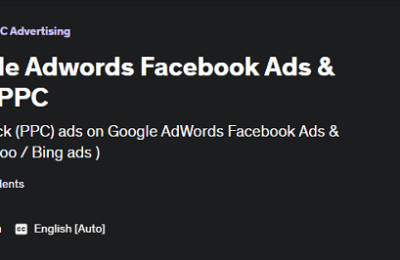 C Advertising
le Adwords Facebook Ads &
PPC
ck (PPC) ads on Google AdWords Facebook Ads &
oo / Bing ads )
dents
English [Auto]